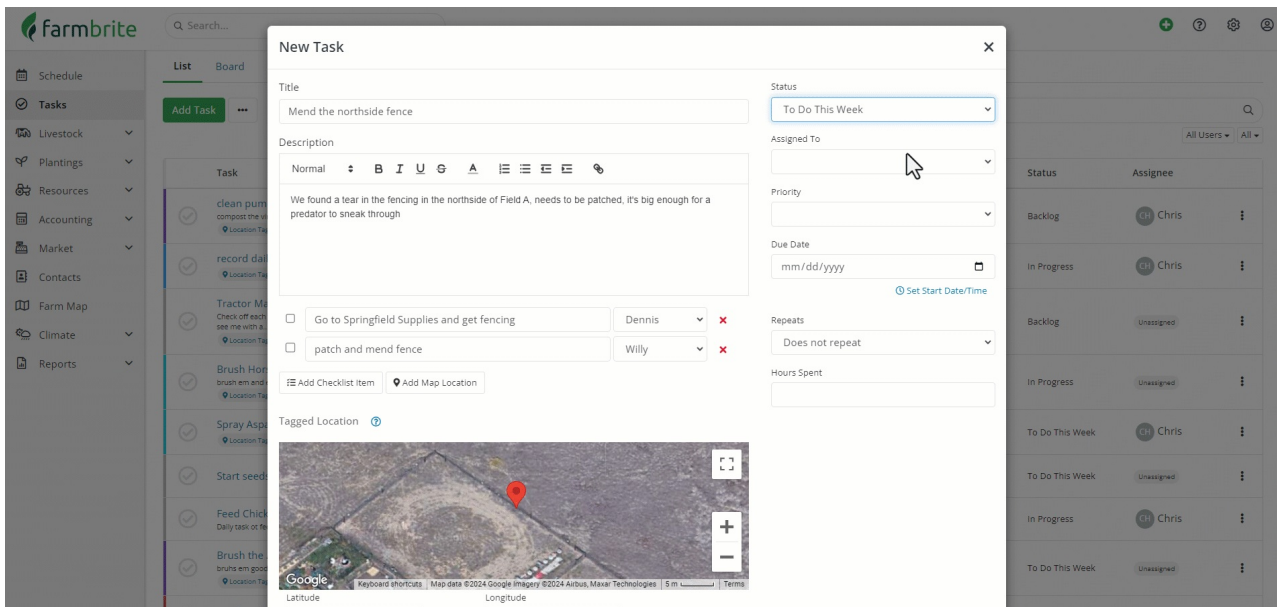 farmbrite
Search...
Schedule
Tasks
Livestock
Plantings
Resources
Accounting
Market
Contacts
Farm Map
Climate
Reports
List Board
Add Task
All Users All
Task Status Assignee
clean pum
compost the vi
Location Ta
Backlog CH Chris
record dail
Location Ta
In Progress CH Chris
Tractor Ma
Check off each
see me with a
Location Ta
Backlog Unassigned
Brush Hor
brush em and
Location Ta
In Progress Unassigned
Spray Aspa
Location Ta
To Do This Week CH Chris
Start seeds
To Do This Week Unassigned
Feed Chick
Daily task ot fe
In Progress CH Chris
Brush the
bruhs em good
Location Ta
To Do This Week Unassigned
New Task
Title
Mend the northside fence
Description
Normal B I U S A
We found a tear in the fencing in the northside of Field A, needs to be patched, it's big enough for a
predator to sneak through
Go to Springfield Supplies and get fencing Dennis
patch and mend fence Willy
Add Checklist Item Add Map Location
Tagged Location
Google Keyboard shortcuts Map data ©2024 Google Imagery ©2024 Airbus, Maxar Technologies 5 m Terms
Latitude Longitude
Status
To Do This Week
Assigned To
Priority
Due Date
mm/dd/yyyy
Set Start Date/Time
Repeats
Does not repeat
Hours Spent